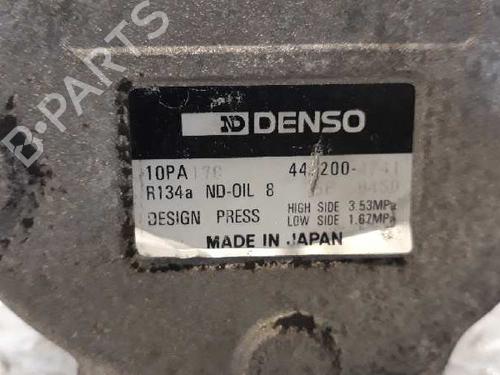 DENSO
10PA
R134a ND-OIL 8
DESIGN PRESS HIGH SIDE 3.53MPa
LOW SIDE 1.67MPa
MADE IN JAPAN
B-PARTS